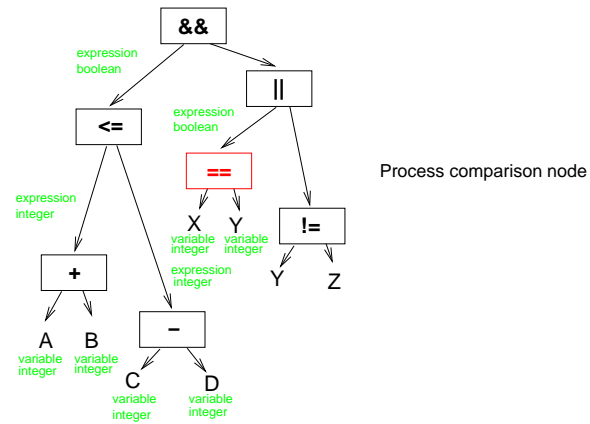 &&
expression
boolean
||
expression
boolean
<=
==
Process comparison node
expression
integer
X
Y
variable
integer
variable
integer
!=
expression
integer
+
Y
Z
−
A
B
variable
integer
variable
integer
C
D
variable
integer
variable
integer